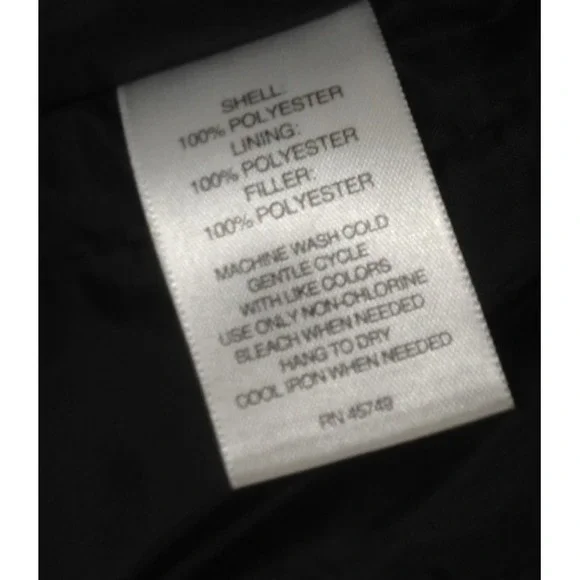 SHELL:
100% POLYESTER
LINING:
100% POLYESTER
FILLER:
100% POLYESTER
MACHINE WASH COLD
GENTLE CYCLE
WITH LIKE COLORS
USE ONLY NON-CHLORINE
BLEACH WHEN NEEDED
HANG TO DRY
COOL IRON WHEN NEEDED
RN 45749